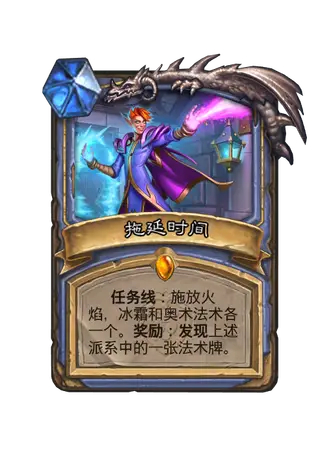 拖延时间
任务线：施放火
焰，冰霜和奥术法术各
一个。奖励：发现上述
派系中的一张法术牌。